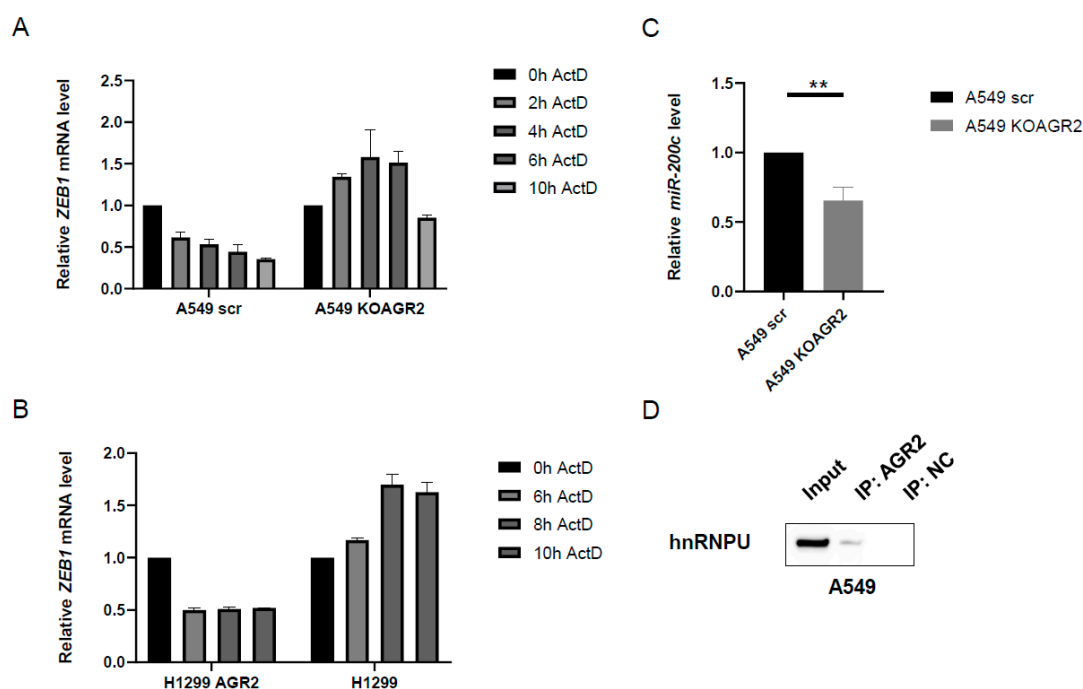 A
Relative ZEB1 mRNA level
2.5
2.0
1.5
1.0
0.5
0.0
A549 scr
A549 KOAGR2
0h ActD
2h ActD
4h ActD
6h ActD
10h ActD
B
Relative ZEB1 mRNA level
2.0
1.5
1.0
0.5
0.0
H1299 AGR2
H1299
0h ActD
6h ActD
8h ActD
10h ActD
C
Relative miR-200c level
2.0
1.5
1.0
0.5
0.0
**
A549 scr
A549 KOAGR2
A549 scr
A549 KOAGR2
D
Input
IP: AGR2
IP: NC
hnRNPU
A549